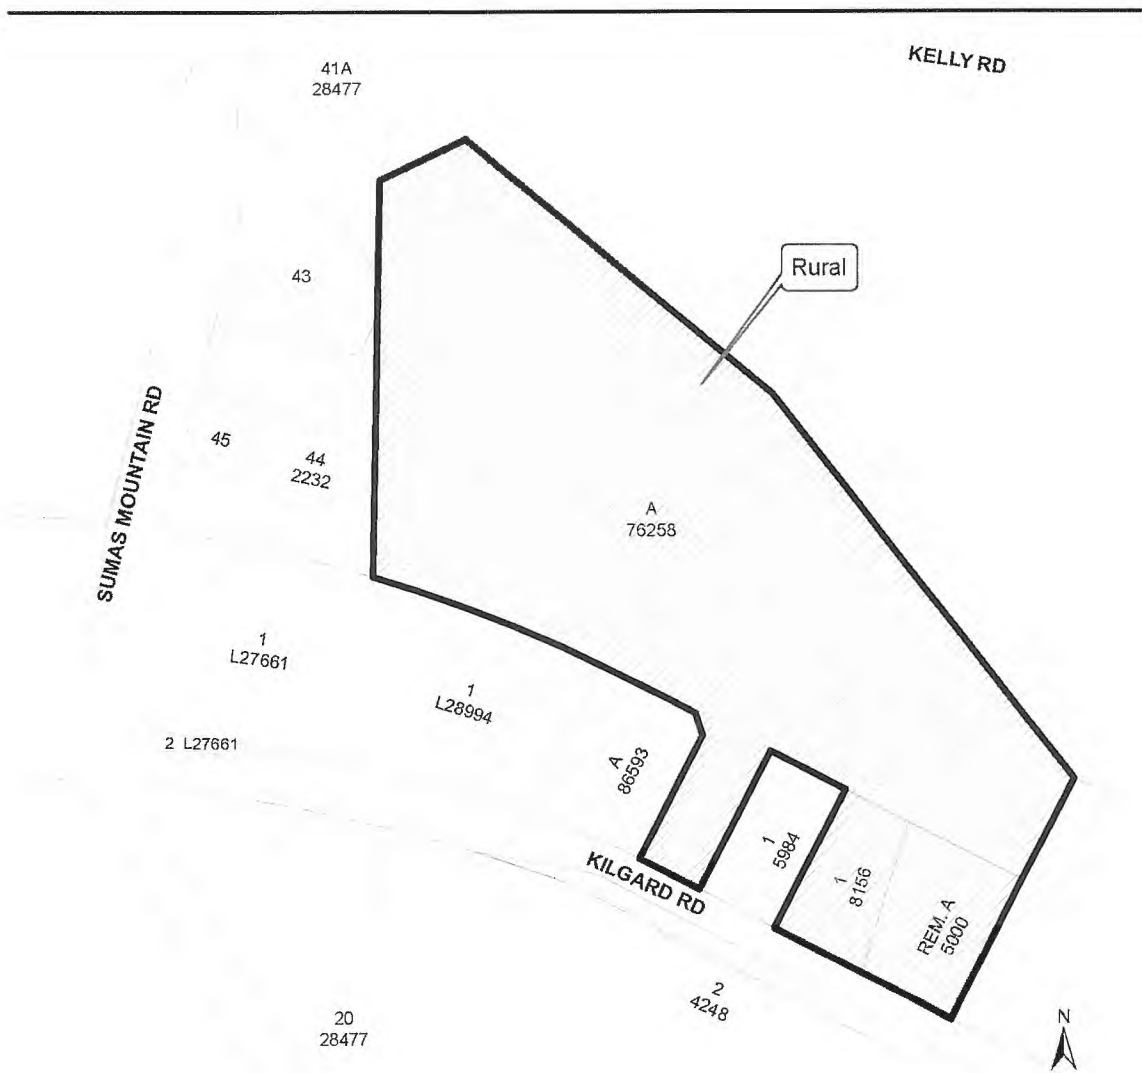 KELLY RD
41A
28477
Rural
43
SUMAS MOUNTAIN RD
45
44
2232
A
76258
1
L27661
1
L28994
2 L27661
A
86593
1
5984
KILGARD RD
1
8156
REM. A
5000
2
4248
20
28477
N